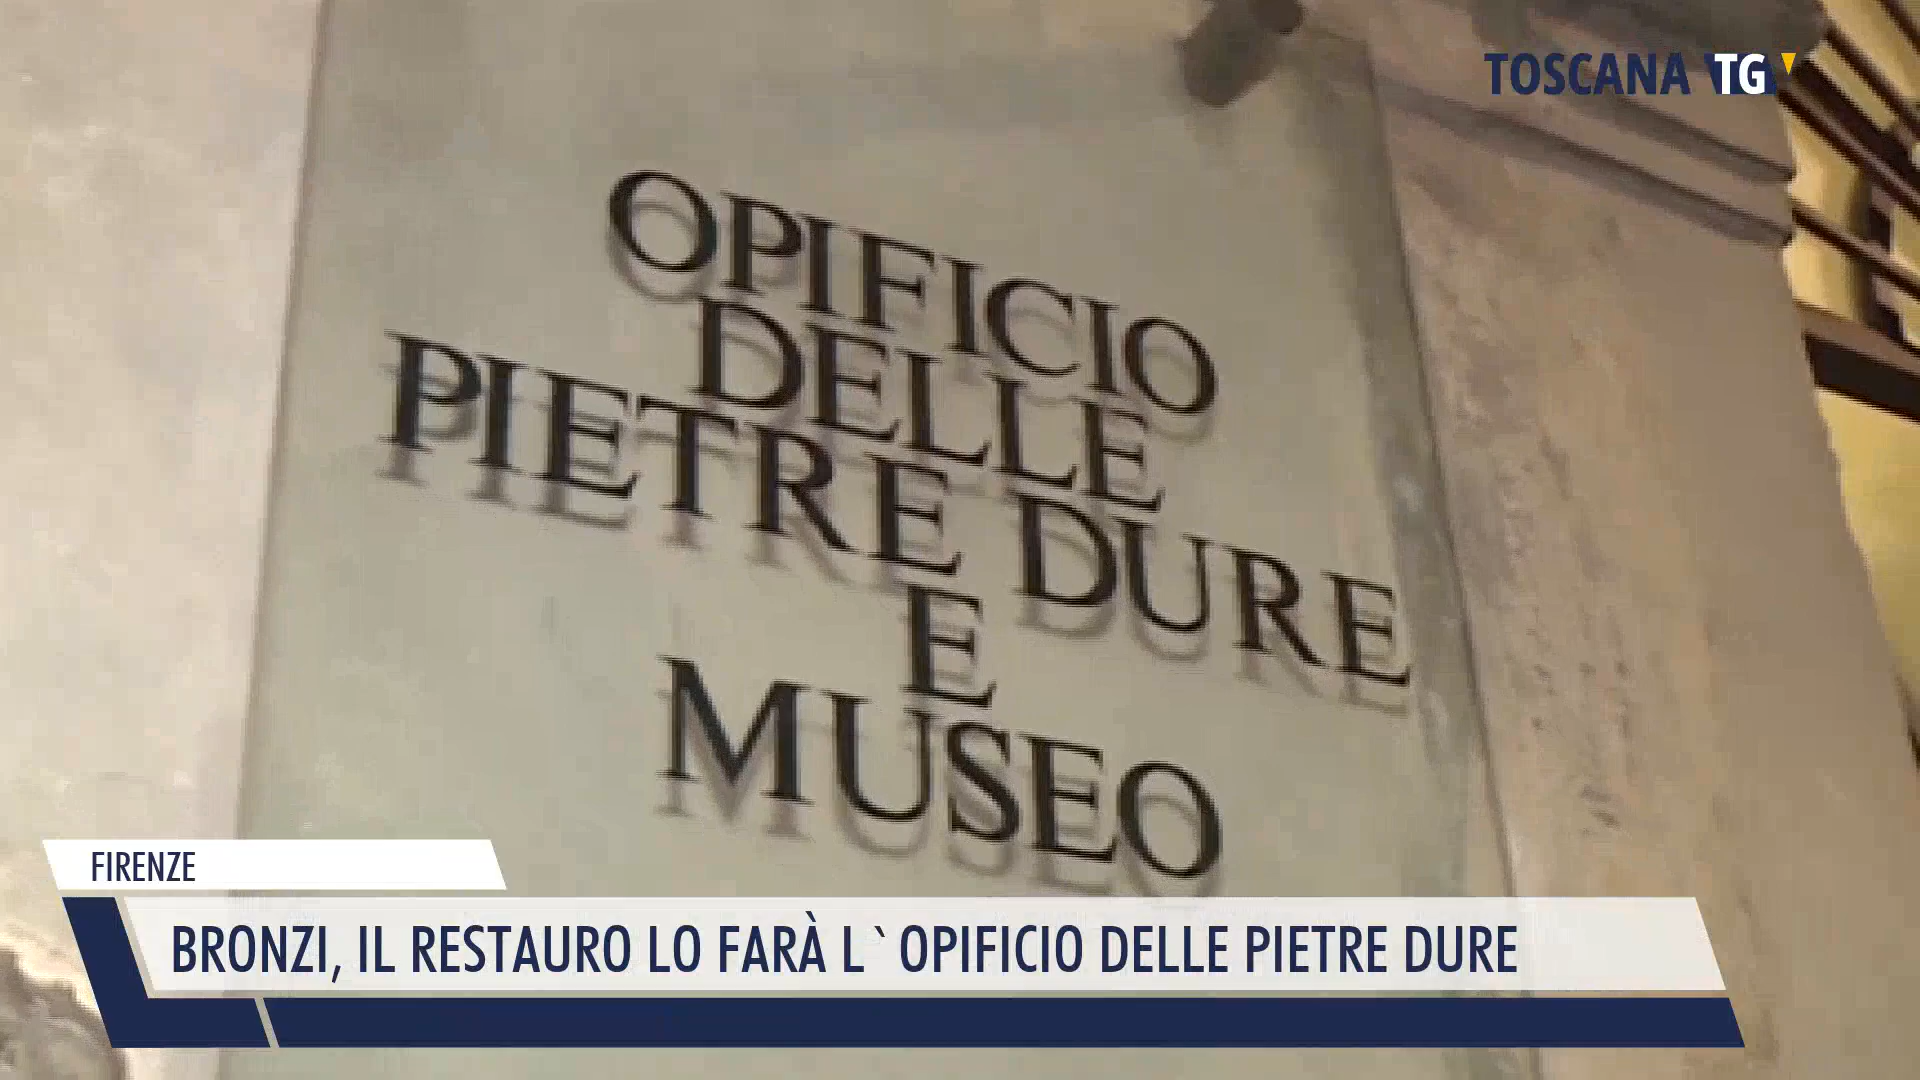 TOSCANA TG
OPIFICIO
DELLE
PIETRE DURE
E
MUSEO
FIRENZE
BRONZI, IL RESTAURO LO FARÀ L`OPIFICIO DELLE PIETRE DURE